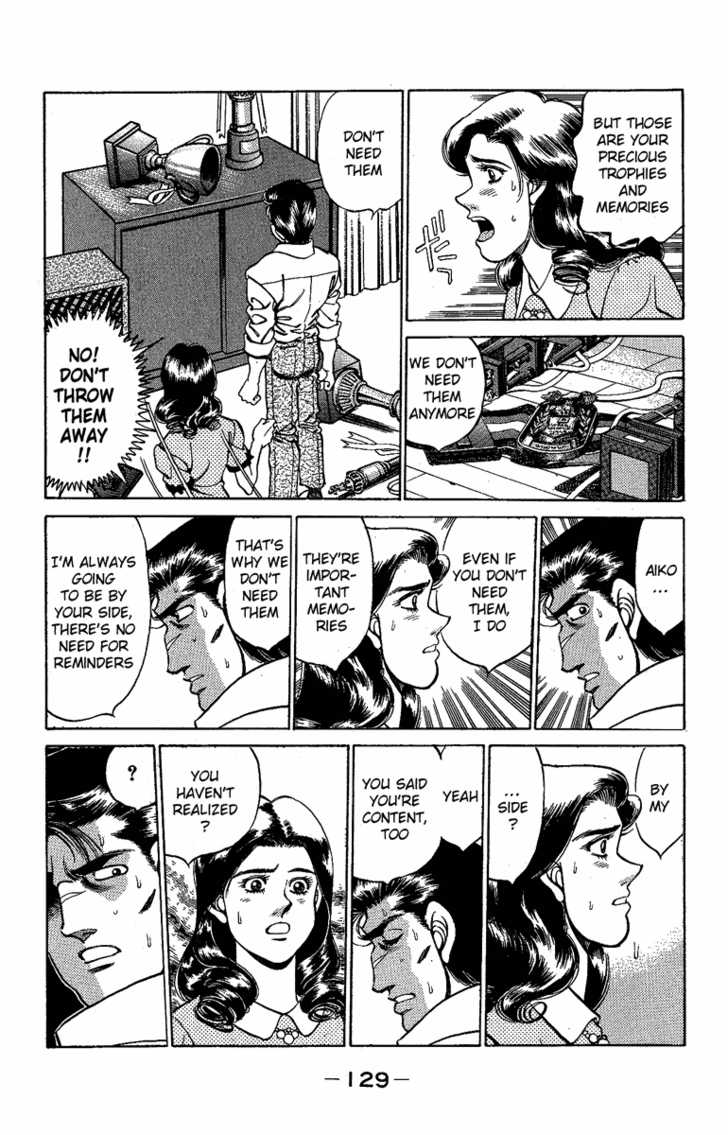 BUT THOSE
ARE YOUR
PRECIOUS
TROPHIES
AND
MEMORIES
DON'T
NEED
THEM
NO!
DON'T
THROW
THEM
AWAY
!!
WE DON'T
NEED
THEM
ANYMORE
AIKO
...
EVEN IF
YOU DON'T
NEED
THEM,
I DO
THEY'RE
IMPOR-
TANT
MEMO-
RIES
THAT'S
WHY WE
DON'T
NEED
THEM
I'M ALWAYS
GOING
TO BE BY
YOUR SIDE,
THERE'S NO
NEED FOR
REMINDERS
BY
MY
...
SIDE?
YEAH
YOU SAID
YOU'RE
CONTENT,
TOO
YOU
HAVEN'T
REALIZED
?
?
－129－